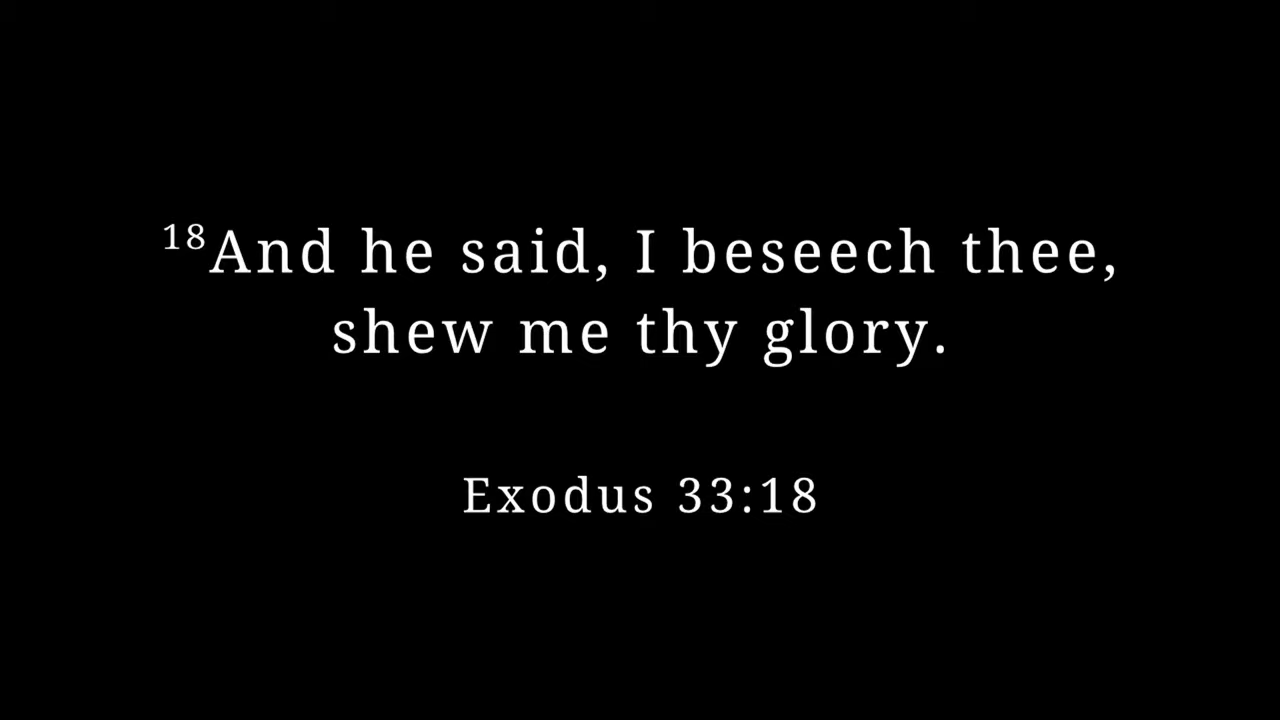 18And he said, I beseech thee,
shew me thy glory.
Exodus 33:18